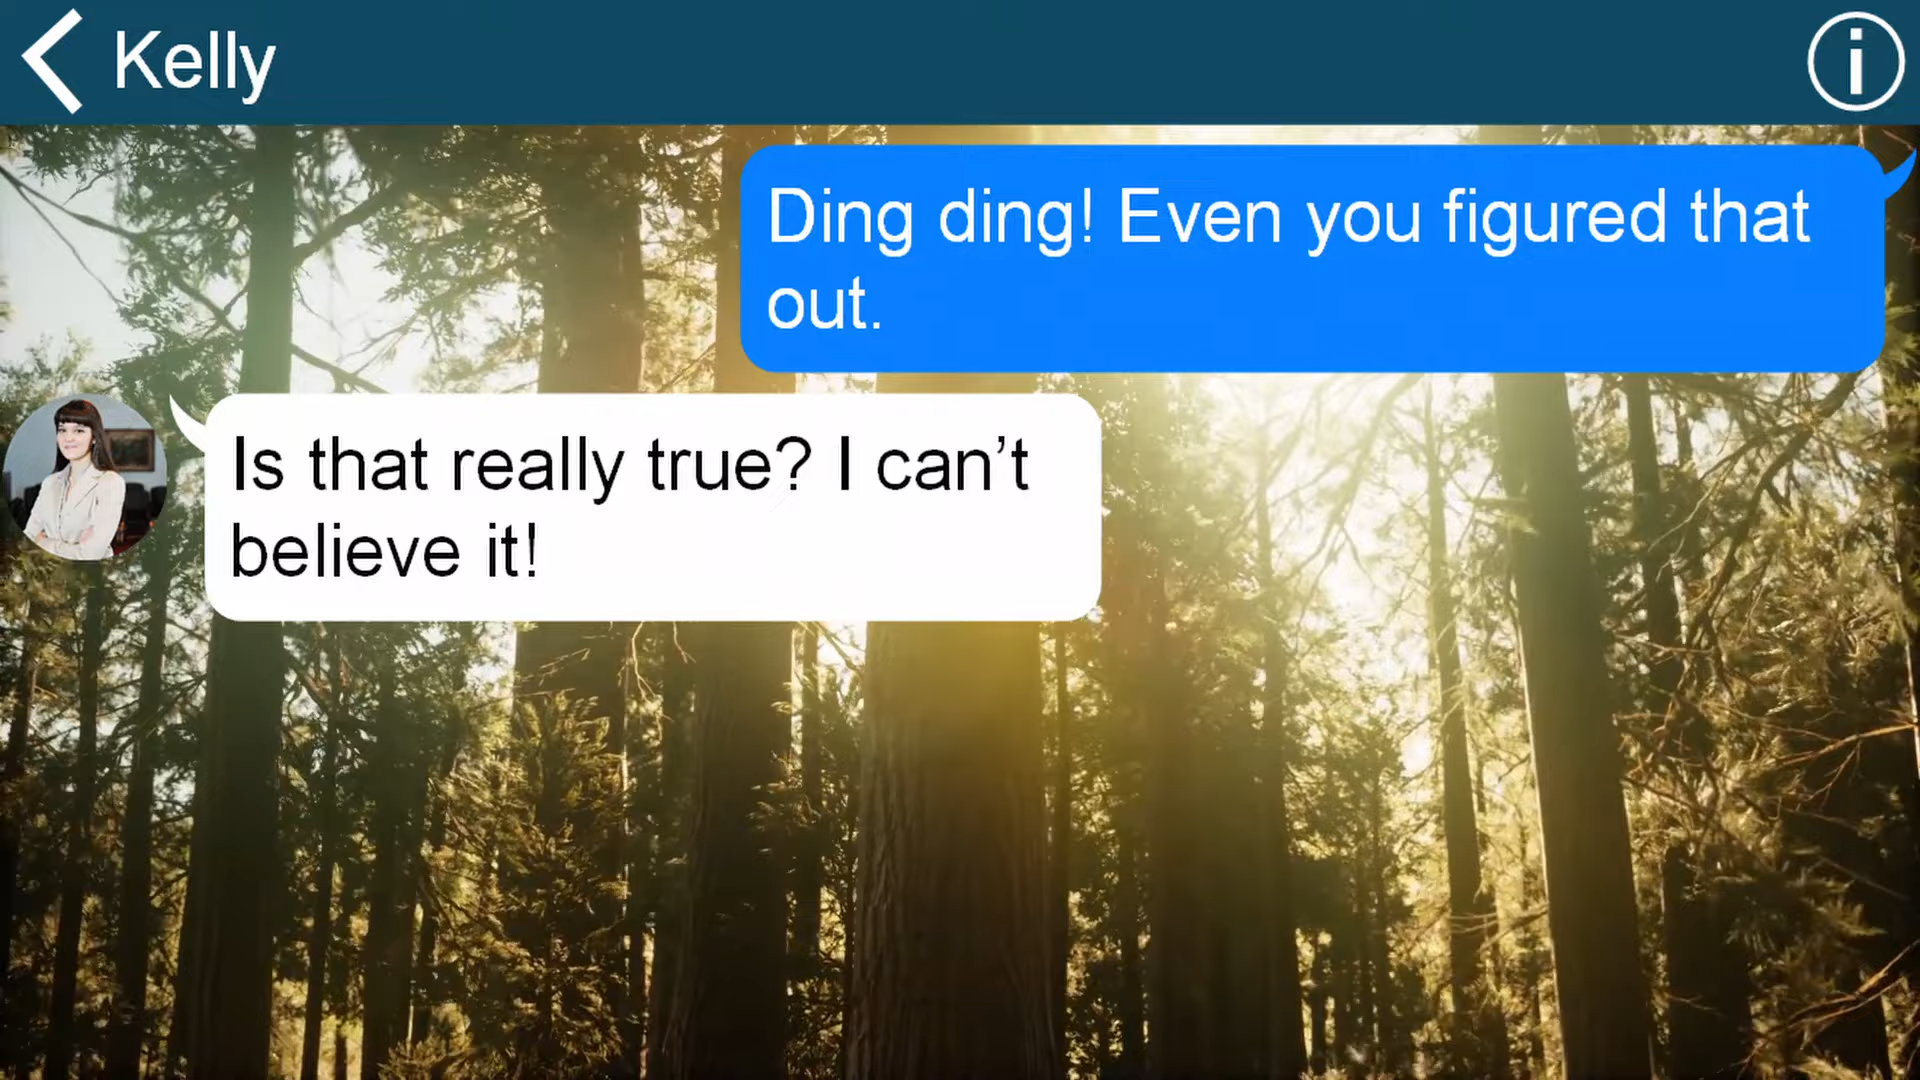 Kelly
Ding ding! Even you figured that
out.
Is that really true? I can’t
believe it!